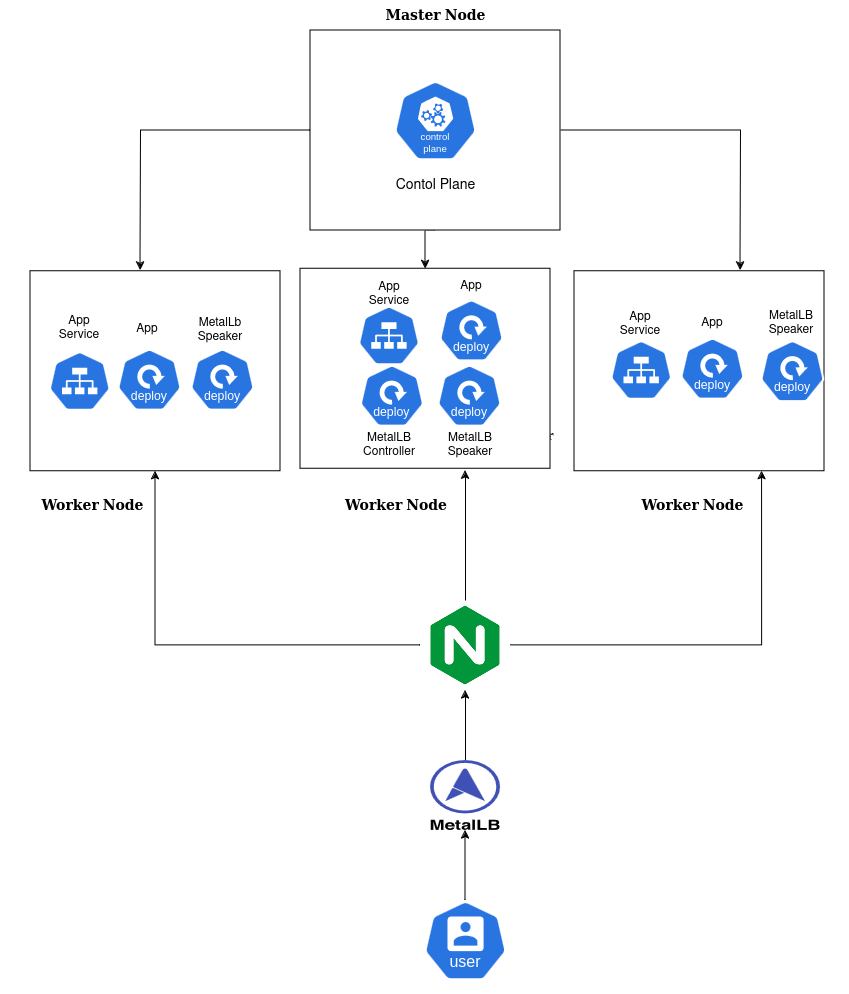 Master Node
control
plane
Contol Plane
App
Service
App
MetalLb
Speaker
deploy
deploy
App
Service
App
deploy
deploy
deploy
MetalLB
Controller
MetalLB
Speaker
App
Service
App
MetalLB
Speaker
deploy
deploy
Worker Node
Worker Node
Worker Node
MetalLB
user